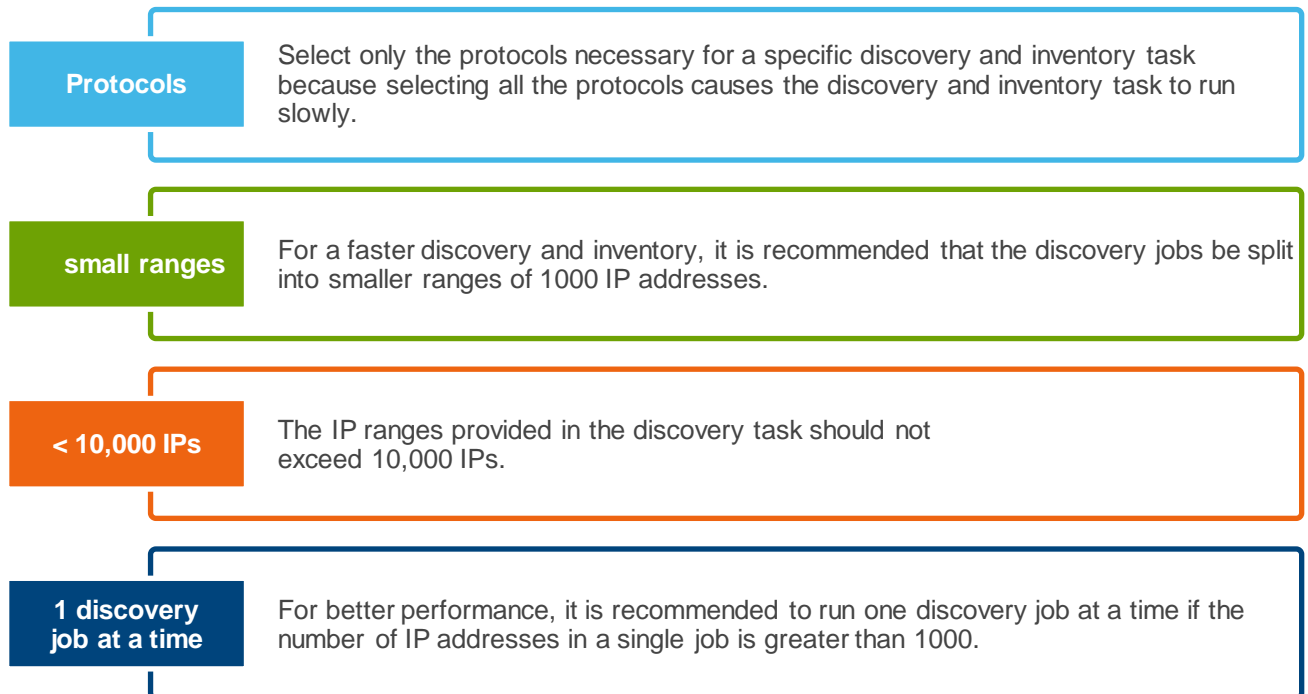 Protocols
Select only the protocols necessary for a specific discovery and inventory task
because selecting all the protocols causes the discovery and inventory task to run
slowly.
small ranges
For a faster discovery and inventory, it is recommended that the discovery jobs be split
into smaller ranges of 1000 IP addresses.
< 10,000 IPs
The IP ranges provided in the discovery task should not
exceed 10,000 IPs.
1 discovery
job at a time
For better performance, it is recommended to run one discovery job at a time if the
number of IP addresses in a single job is greater than 1000.